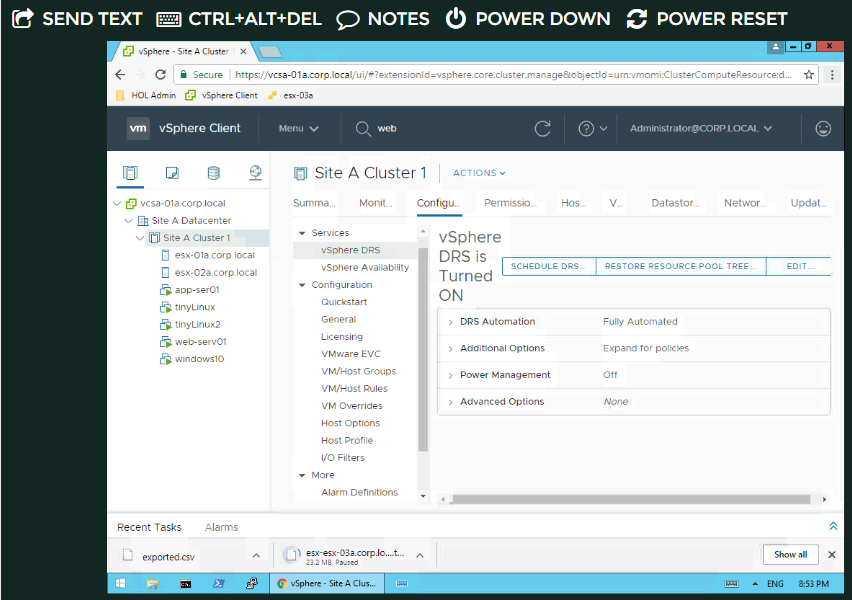 SEND TEXT CTRL+ALT+DEL NOTES POWER DOWN POWER RESET
vSphere - Site A Cluster
Secure https://vcsa-01a.corp.local/ui/#?extensionId=vsphere.core.cluster.manage&objectId=urn:vmomi:ClusterComputeResource:d...
HOL Admin vSphere Client esx-03a
vm vSphere Client Menu web Administrator@CORP.LOCAL
Site A Cluster 1 ACTIONS
Summa... Monit... Configu... Permissio... Hos... V... Datastor... Networ... Updat...
vcsa-01a.corp.local
Site A Datacenter
Site A Cluster 1
esx-01a.corp.local
esx-02a.corp.local
app-ser01
tinyLinux
tinyLinux2
web-serv01
windows10
Services
vSphere DRS
vSphere Availability
Configuration
Quickstart
General
Licensing
VMware EVC
VM/Host Groups
VM/Host Rules
VM Overrides
Host Options
Host Profile
I/O Filters
More
Alarm Definitions
vSphere
DRS is
Turned
ON
SCHEDULE DRS... RESTORE RESOURCE POOL TREE... EDIT...
DRS Automation Fully Automated
Additional Options Expand for policies
Power Management Off
Advanced Options None
Recent Tasks Alarms
exported.csv
esx-esx-03a.corp.lo....t...
23.2 MB, Paused
Show all
vSphere - Site A Clus...
ENG 8:53 PM